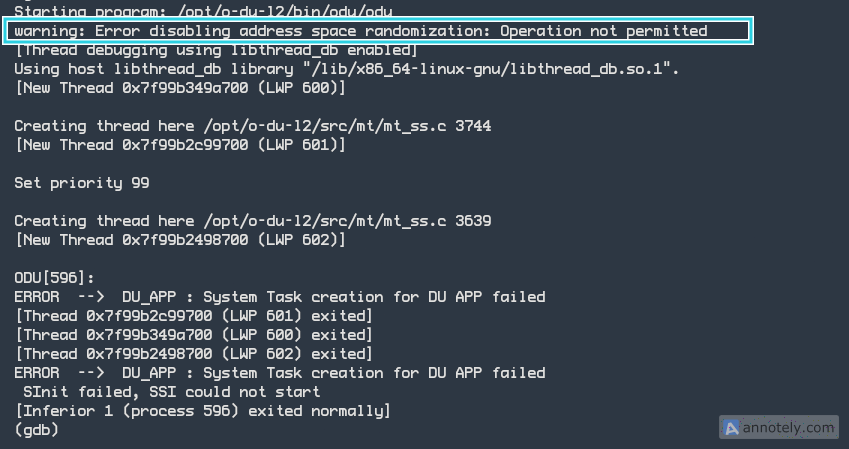 Starting program: /opt/o-du-l2/bin/odu/odu
warning: Error disabling address space randomization: Operation not permitted
[Thread debugging using libthread_db enabled]
Using host libthread_db library "/lib/x86_64-linux-gnu/libthread_db.so.1".
[New Thread 0x7f99b349a700 (LWP 600)]
Creating thread here /opt/o-du-l2/src/mt/mt_ss.c 3744
[New Thread 0x7f99b2c99700 (LWP 601)]
Set priority 99
Creating thread here /opt/o-du-l2/src/mt/mt_ss.c 3639
[New Thread 0x7f99b2498700 (LWP 602)]
ODU[596]:
ERROR  -->  DU_APP : System Task creation for DU APP failed
[Thread 0x7f99b2c99700 (LWP 601) exited]
[Thread 0x7f99b349a700 (LWP 600) exited]
[Thread 0x7f99b2498700 (LWP 602) exited]
ERROR  -->  DU_APP : System Task creation for DU APP failed
 SInit failed, SSI could not start
[Inferior 1 (process 596) exited normally]
(gdb)
annotely.com